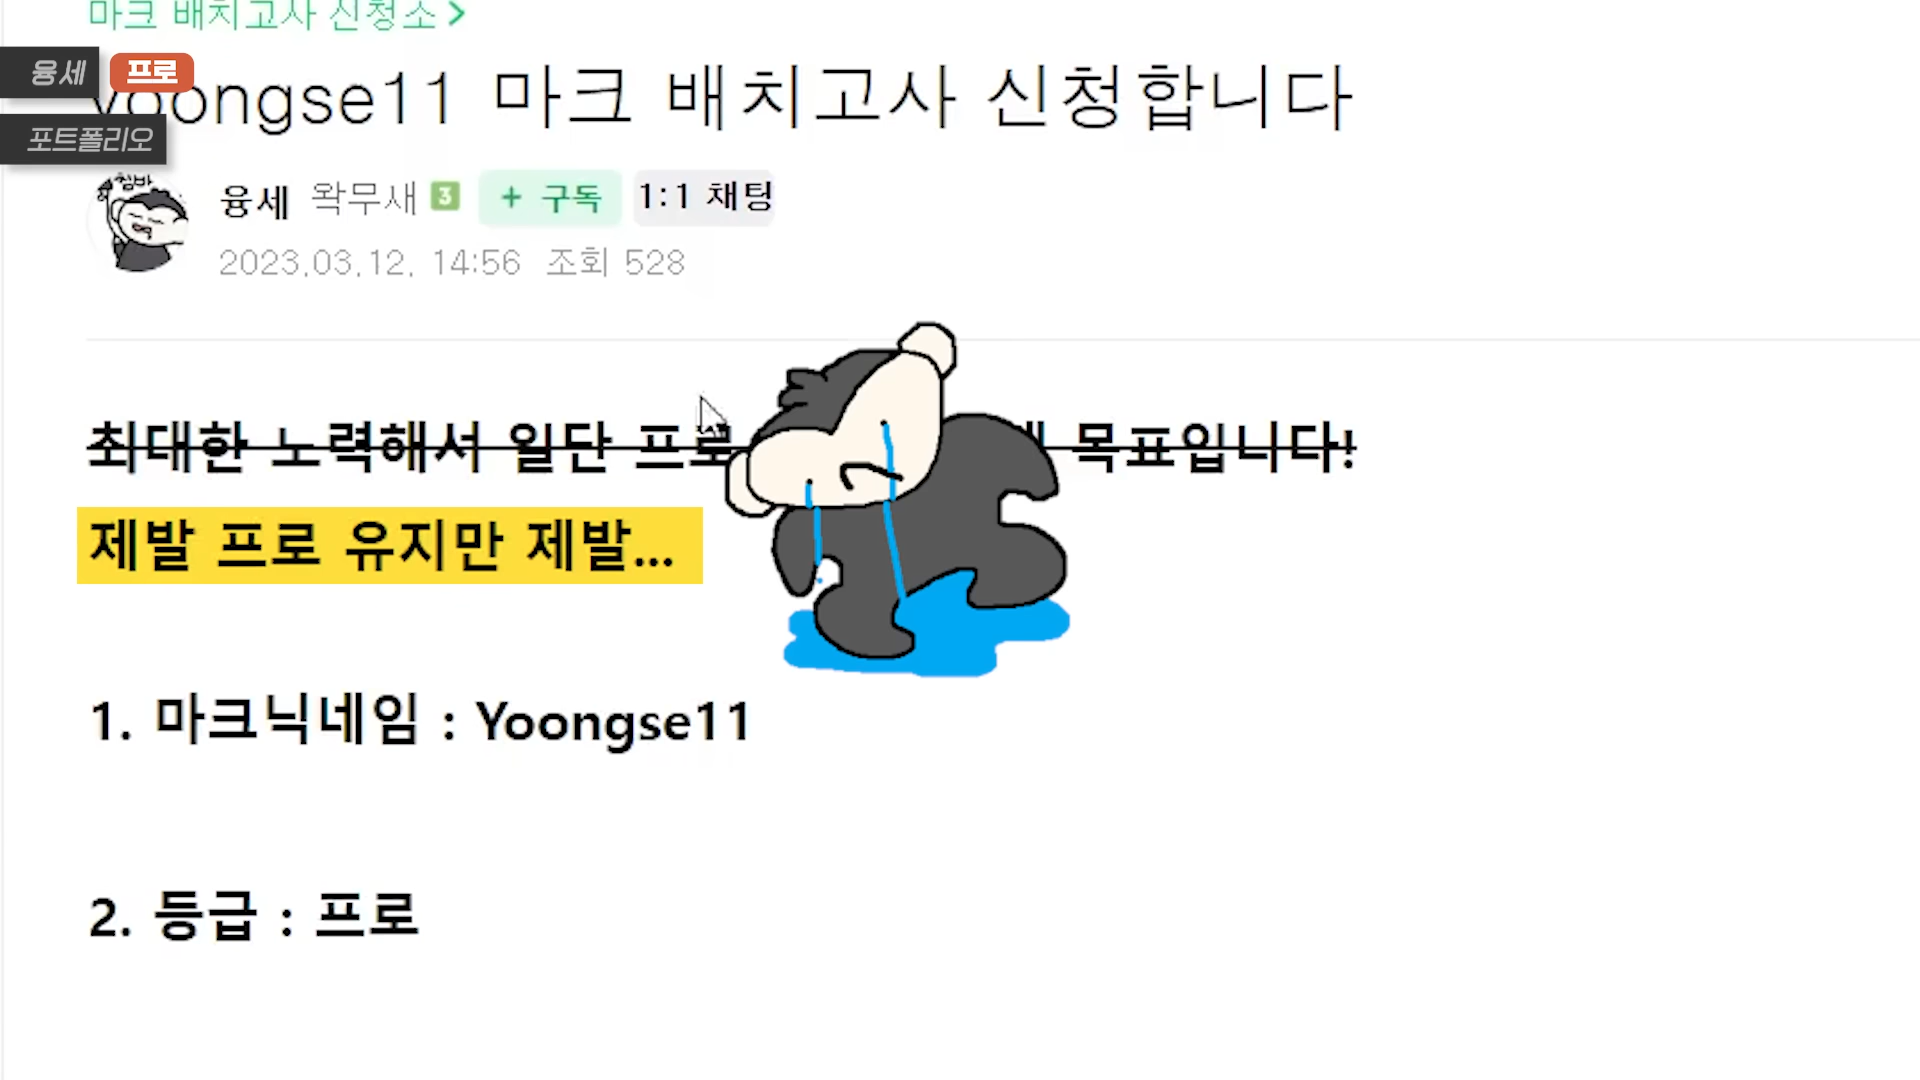 마크 배치고사 신청소 >
융세 프로
yoongse11 마크 배치고사 신청합니다
포트폴리오
침바
융세 왁무새 3 + 구독 1:1 채팅
2023.03.12. 14:56 조회 528
최대한 노력해서 일단 프로 목표입니다!
제발 프로 유지만 제발...
1. 마크닉네임 : Yoongse11
2. 등급 : 프로